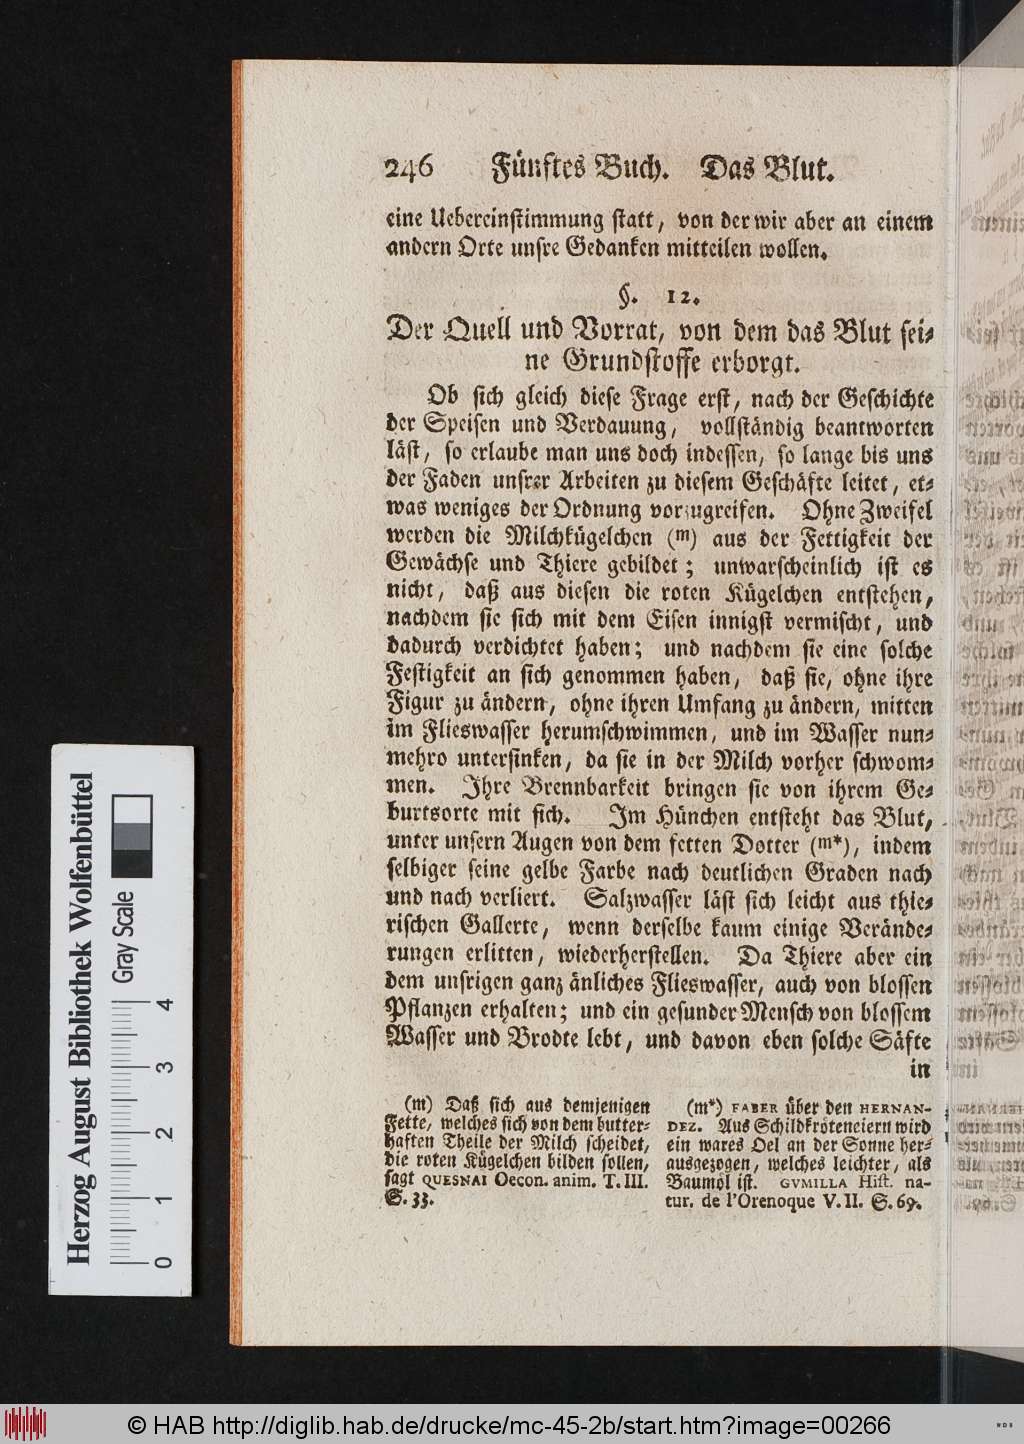 246 Fünftes Buch. Das Blut.
eine Uebereinstimmung statt, von der wir aber an einem
andern Orte unsre Gedanken mitteilen wollen.
§. 12.
Der Quell und Vorrat, von dem das Blut sei-
ne Grundstoffe erborgt.
Ob sich gleich diese Frage erst, nach der Geschichte
der Speisen und Verdauung, vollständig beantworten
läst, so erlaube man uns doch indessen, so lange bis uns
der Faden unsrer Arbeiten zu diesem Geschäfte leitet, et-
was weniges der Ordnung vorzugreifen. Ohne Zweifel
werden die Milchkügelchen (m) aus der Fettigkeit der
Gewächse und Thiere gebildet; unwarscheinlich ist es
nicht, daß aus diesen die roten Kügelchen entstehen,
nachdem sie sich mit dem Eisen innigst vermischt, und
dadurch verdichtet haben; und nachdem sie eine solche
Festigkeit an sich genommen haben, daß sie, ohne ihre
Figur zu ändern, ohne ihren Umfang zu ändern, mitten
im Flieswasser herumschwimmen, und im Wasser nun-
mehro untersinken, da sie in der Milch vorher schwom-
men. Ihre Brennbarkeit bringen sie von ihrem Ge-
burtsorte mit sich. Im Hünchen entsteht das Blut,
unter unsern Augen von dem fetten Dotter (m*), indem
selbiger seine gelbe Farbe nach deutlichen Graden nach
und nach verliert. Salzwasser läst sich leicht aus thie-
rischen Gallerte, wenn derselbe kaum einige Verände-
rungen erlitten, wiederherstellen. Da Thiere aber ein
dem unsrigen ganz änliches Flieswasser, auch von blossen
Pflanzen erhalten; und ein gesunder Mensch von blossem
Wasser und Brodte lebt, und davon eben solche Säfte
in
(m) Daß sich aus demjenigen
Fette, welches sich von dem butter-
haften Theile der Milch scheidet,
die roten Kügelchen bilden sollen,
sagt QUESNAI Oecon. anim. T. III.
S. 33.
(m*) FABER über den HERNAN-
DEZ. Aus Schildkröteneiern wird
ein wares Oel an der Sonne her-
ausgezogen, welches leichter, als
Baumöl ist. GVMILLA Hist. na-
tur. de l'Orenoque V. II. S. 69.
Herzog August Bibliothek Wolfenbüttel
Gray Scale
0 1 2 3 4
© HAB http://diglib.hab.de/drucke/mc-45-2b/start.htm?image=00266